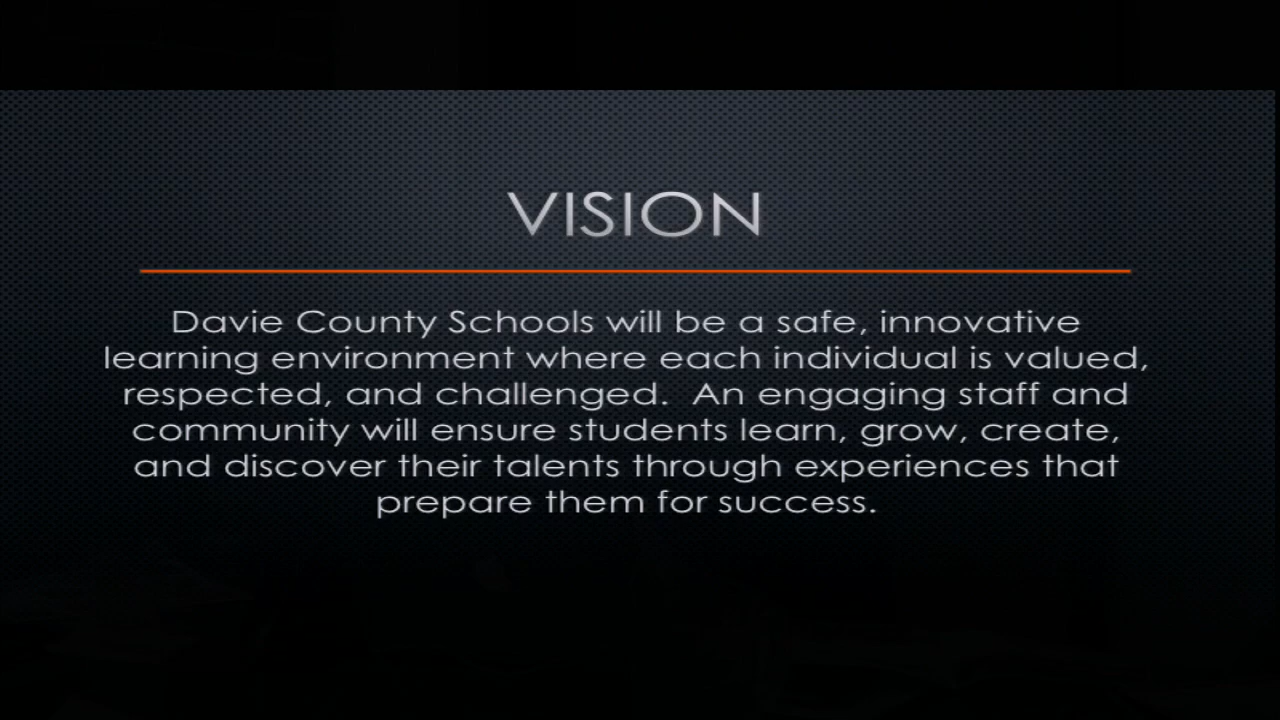 VISION
Davie County Schools will be a safe, innovative
learning environment where each individual is valued,
respected, and challenged.  An engaging staff and
community will ensure students learn, grow, create,
and discover their talents through experiences that
prepare them for success.